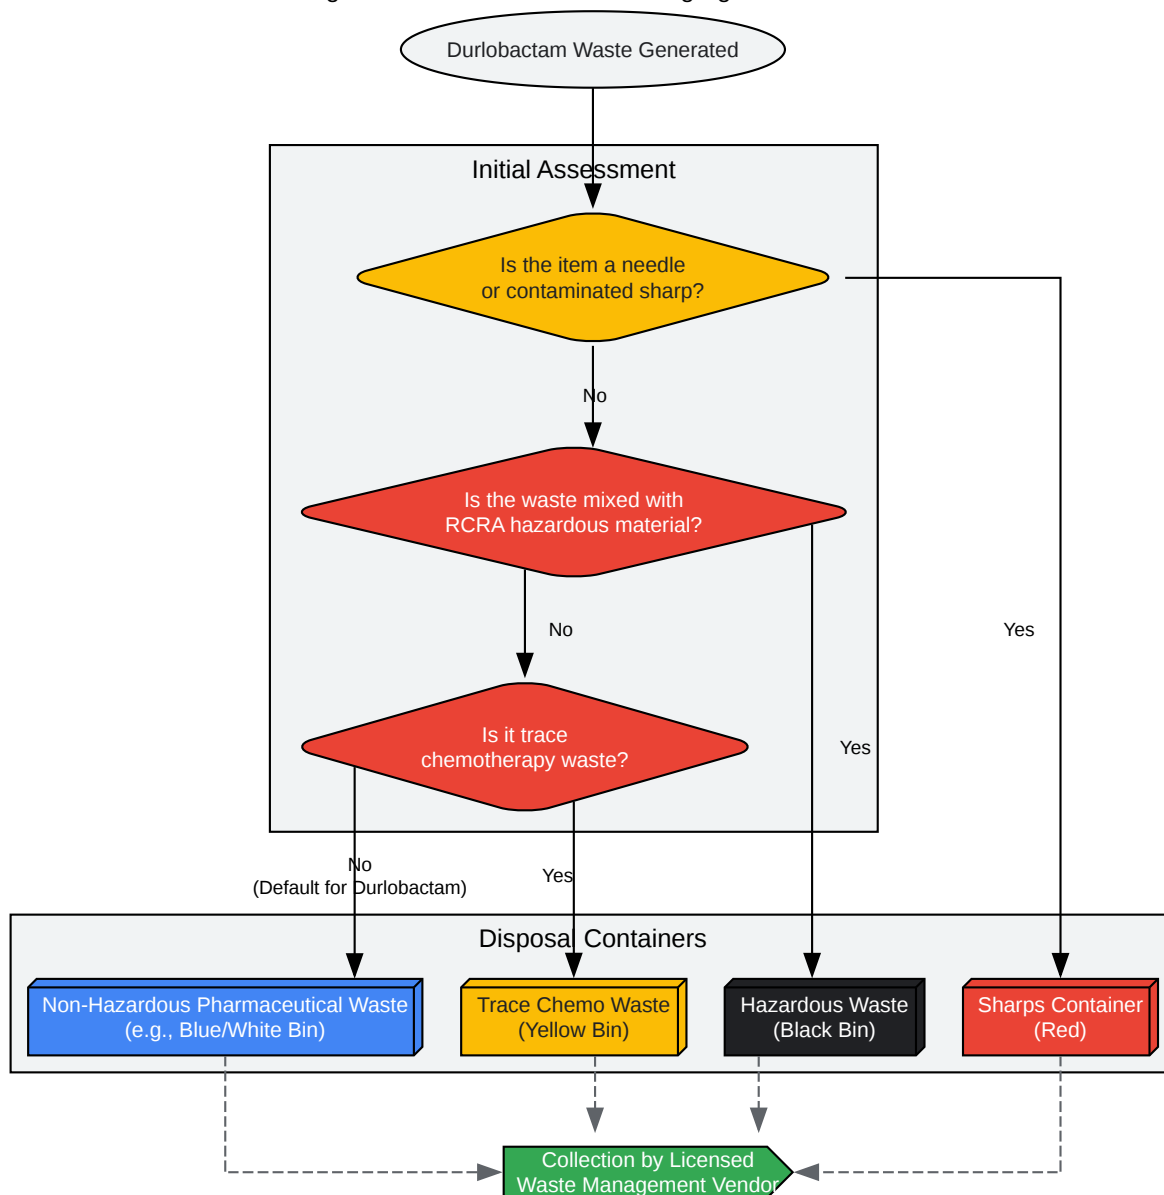 Durlobactam Waste Generated
Initial Assessment
Is the item a needle
or contaminated sharp?
No
Is the waste mixed with
RCRA hazardous material?
No
Yes
Is it trace
chemotherapy waste?
Yes
No
(Default for Durlobactam)
Yes
Disposal Containers
Non-Hazardous Pharmaceutical Waste
(e.g., Blue/White Bin)
Trace Chemo Waste
(Yellow Bin)
Hazardous Waste
(Black Bin)
Sharps Container
(Red)
Collection by Licensed
Waste Management Vendor